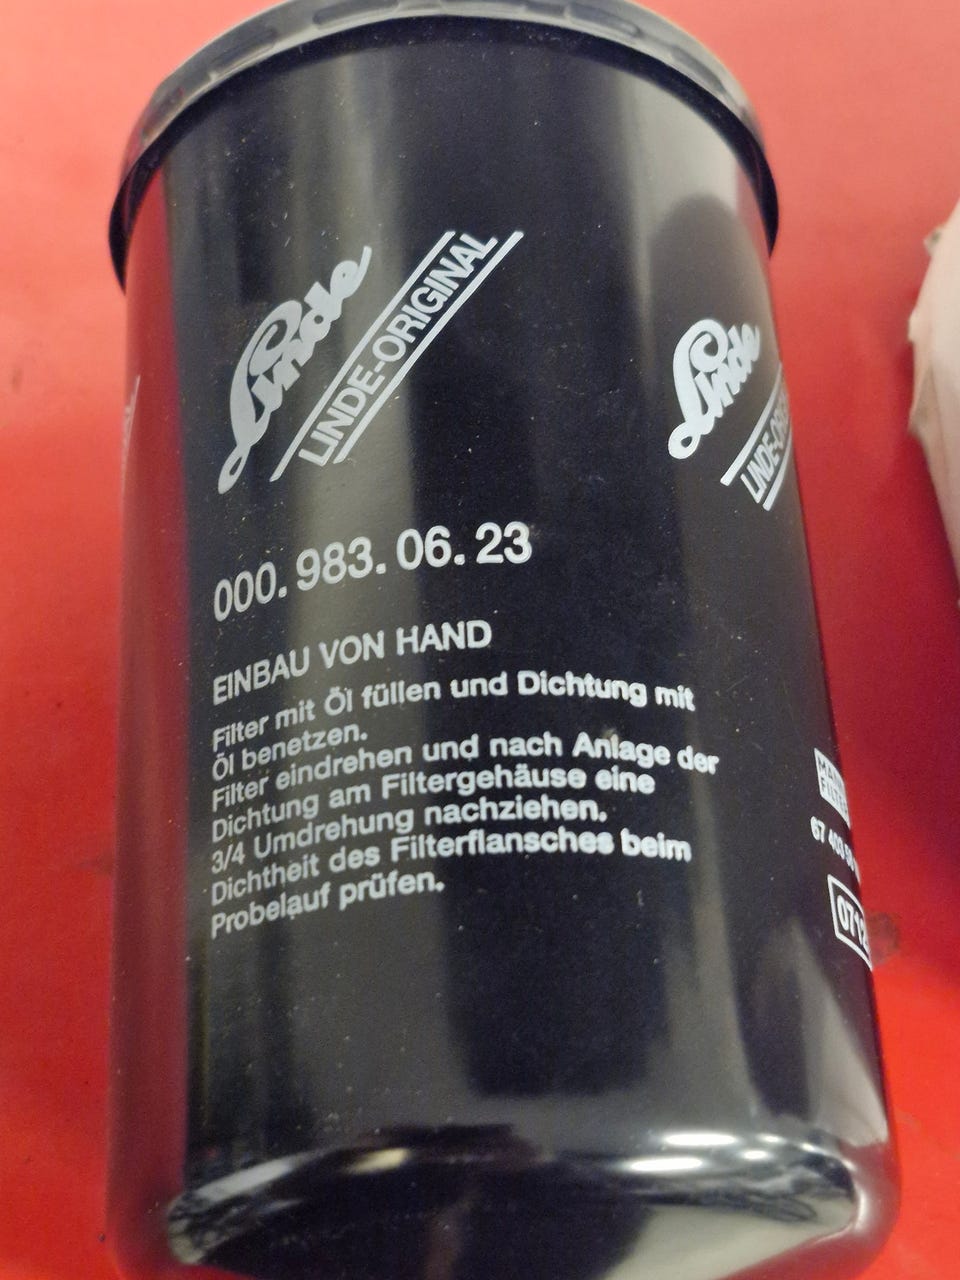 Linde
LINDE-ORIGINAL
Linde
000.983.06.23
EINBAU VON HAND
Filter mit Öl füllen und Dichtung mit
Öl benetzen.
Filter eindrehen und nach Anlage der
Dichtung am Filtergehäuse eine
3/4 Umdrehung nachziehen.
Dichtheit des Filterflansches beim
Probelauf prüfen.